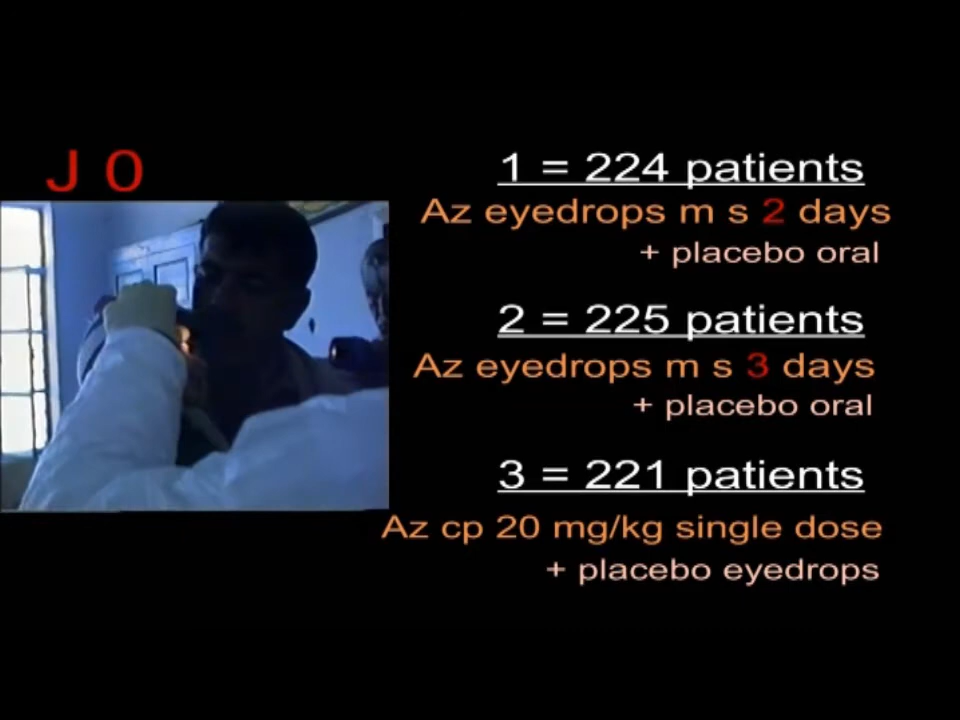 J 0
1 = 224 patients
Az eyedrops m s 2 days
+ placebo oral
2 = 225 patients
Az eyedrops m s 3 days
+ placebo oral
3 = 221 patients
Az cp 20 mg/kg single dose
+ placebo eyedrops